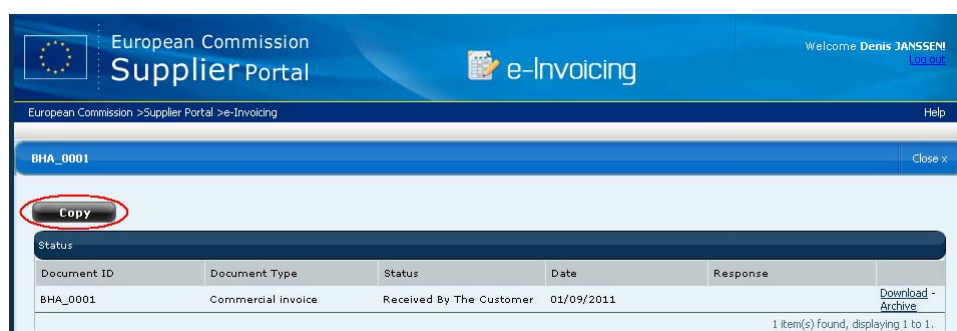 European Commission
Supplier Portal
e-Invoicing
Welcome Denis JANSSEN!
Log out
European Commission >Supplier Portal >e-Invoicing
Help
BHA_0001
Close x
Copy
Status
Document ID Document Type Status Date Response
BHA_0001 Commercial invoice Received By The Customer 01/09/2011 Download -
Archive
1 item(s) found, displaying 1 to 1.